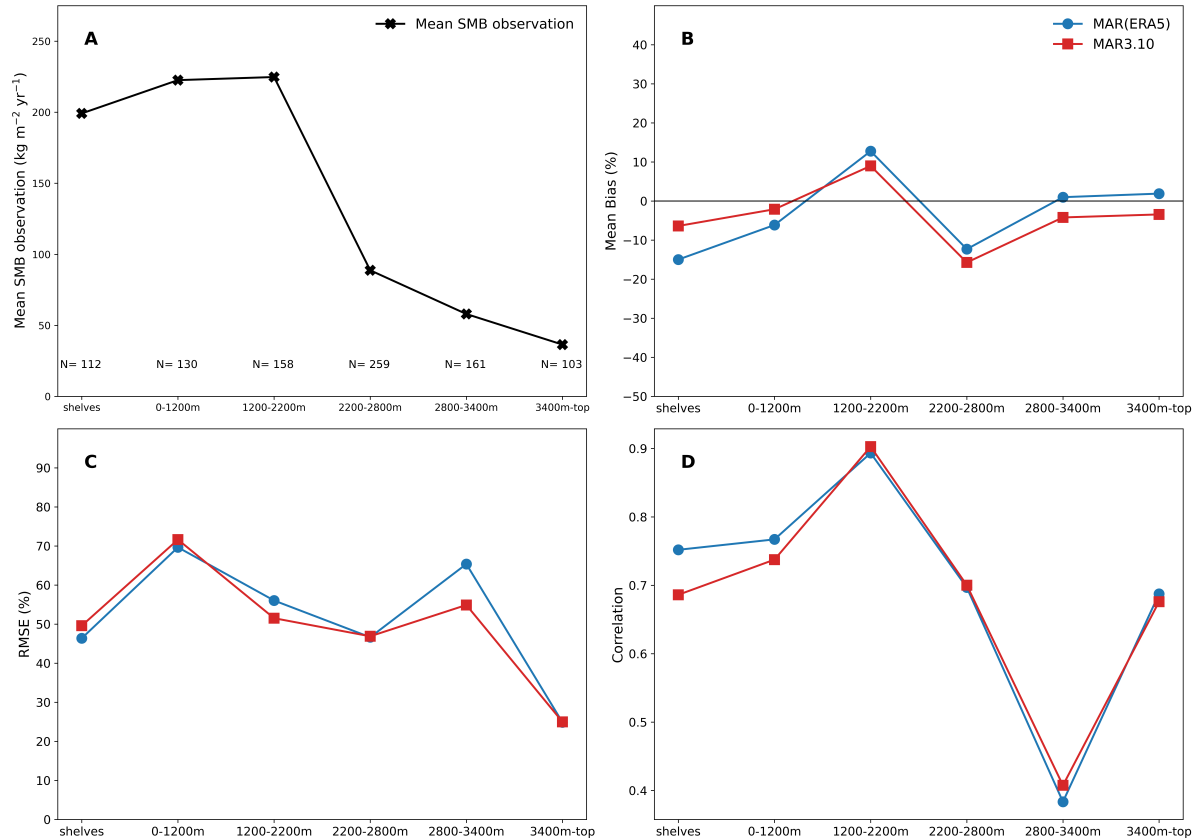 A
Mean SMB observation
Mean SMB observation (kg m⁻² yr⁻¹)
250
200
150
100
50
0
N= 112
N= 130
N= 158
N= 259
N= 161
N= 103
shelves
0-1200m
1200-2200m
2200-2800m
2800-3400m
3400m-top
B
MAR(ERA5)
MAR3.10
Mean Bias (%)
40
30
20
10
0
−10
−20
−30
−40
−50
shelves
0-1200m
1200-2200m
2200-2800m
2800-3400m
3400m-top
C
RMSE (%)
90
80
70
60
50
40
30
20
10
0
shelves
0-1200m
1200-2200m
2200-2800m
2800-3400m
3400m-top
D
Correlation
0.9
0.8
0.7
0.6
0.5
0.4
shelves
0-1200m
1200-2200m
2200-2800m
2800-3400m
3400m-top